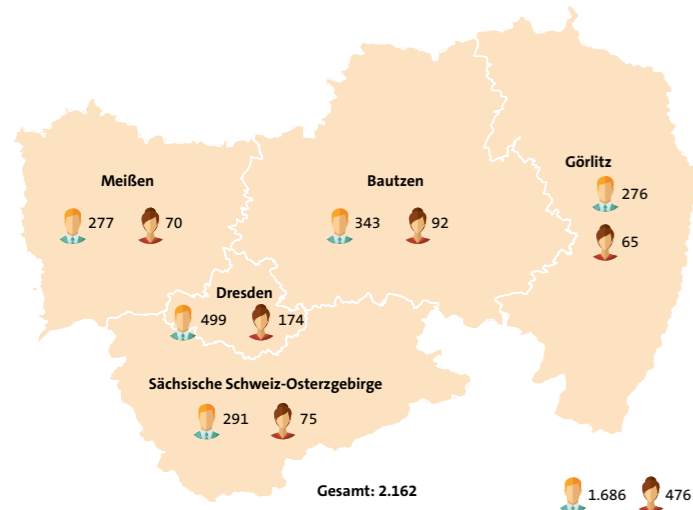 Meißen
277 70
Bautzen
343 92
Görlitz
276
65
Dresden
499 174
Sächsische Schweiz-Osterzgebirge
291 75
Gesamt: 2.162
1.686 476